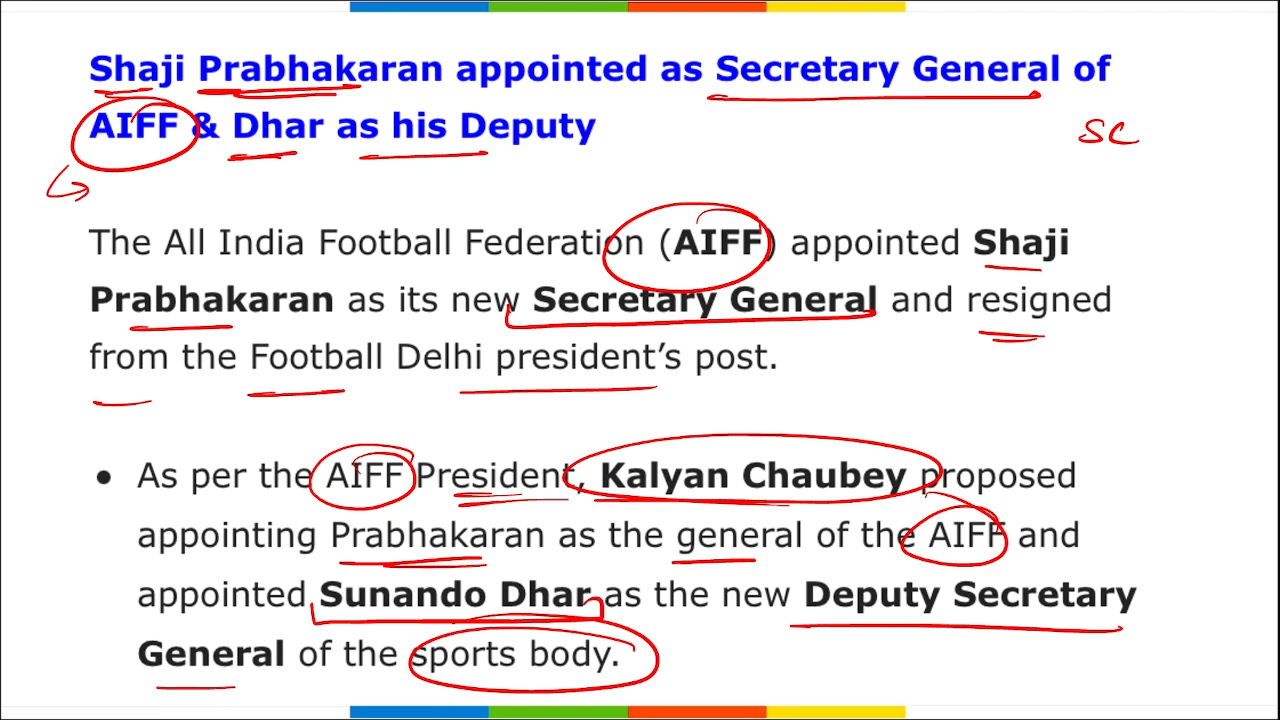 Shaji Prabhakaran appointed as Secretary General of
AIFF & Dhar as his Deputy
SC
The All India Football Federation (AIFF) appointed Shaji
Prabhakaran as its new Secretary General and resigned
from the Football Delhi president’s post.
● As per the AIFF President, Kalyan Chaubey proposed
appointing Prabhakaran as the general of the AIFF and
appointed Sunando Dhar as the new Deputy Secretary
General of the sports body.